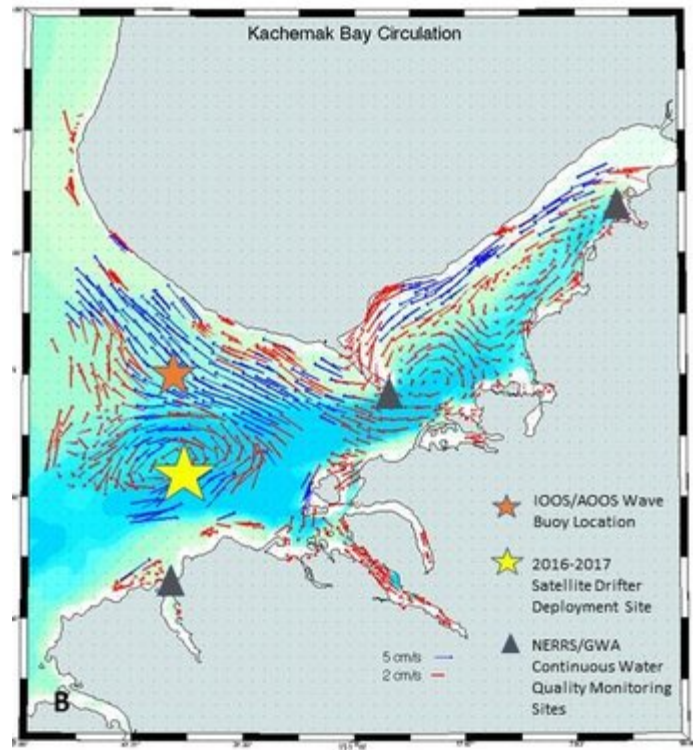 Kachemak Bay Circulation
IOOS/AOOS Wave
Buoy Location
2016-2017
Satellite Drifter
Deployment Site
NERRS/GWA
Continuous Water
Quality Monitoring
Sites
5 cm/s
2 cm/s
B